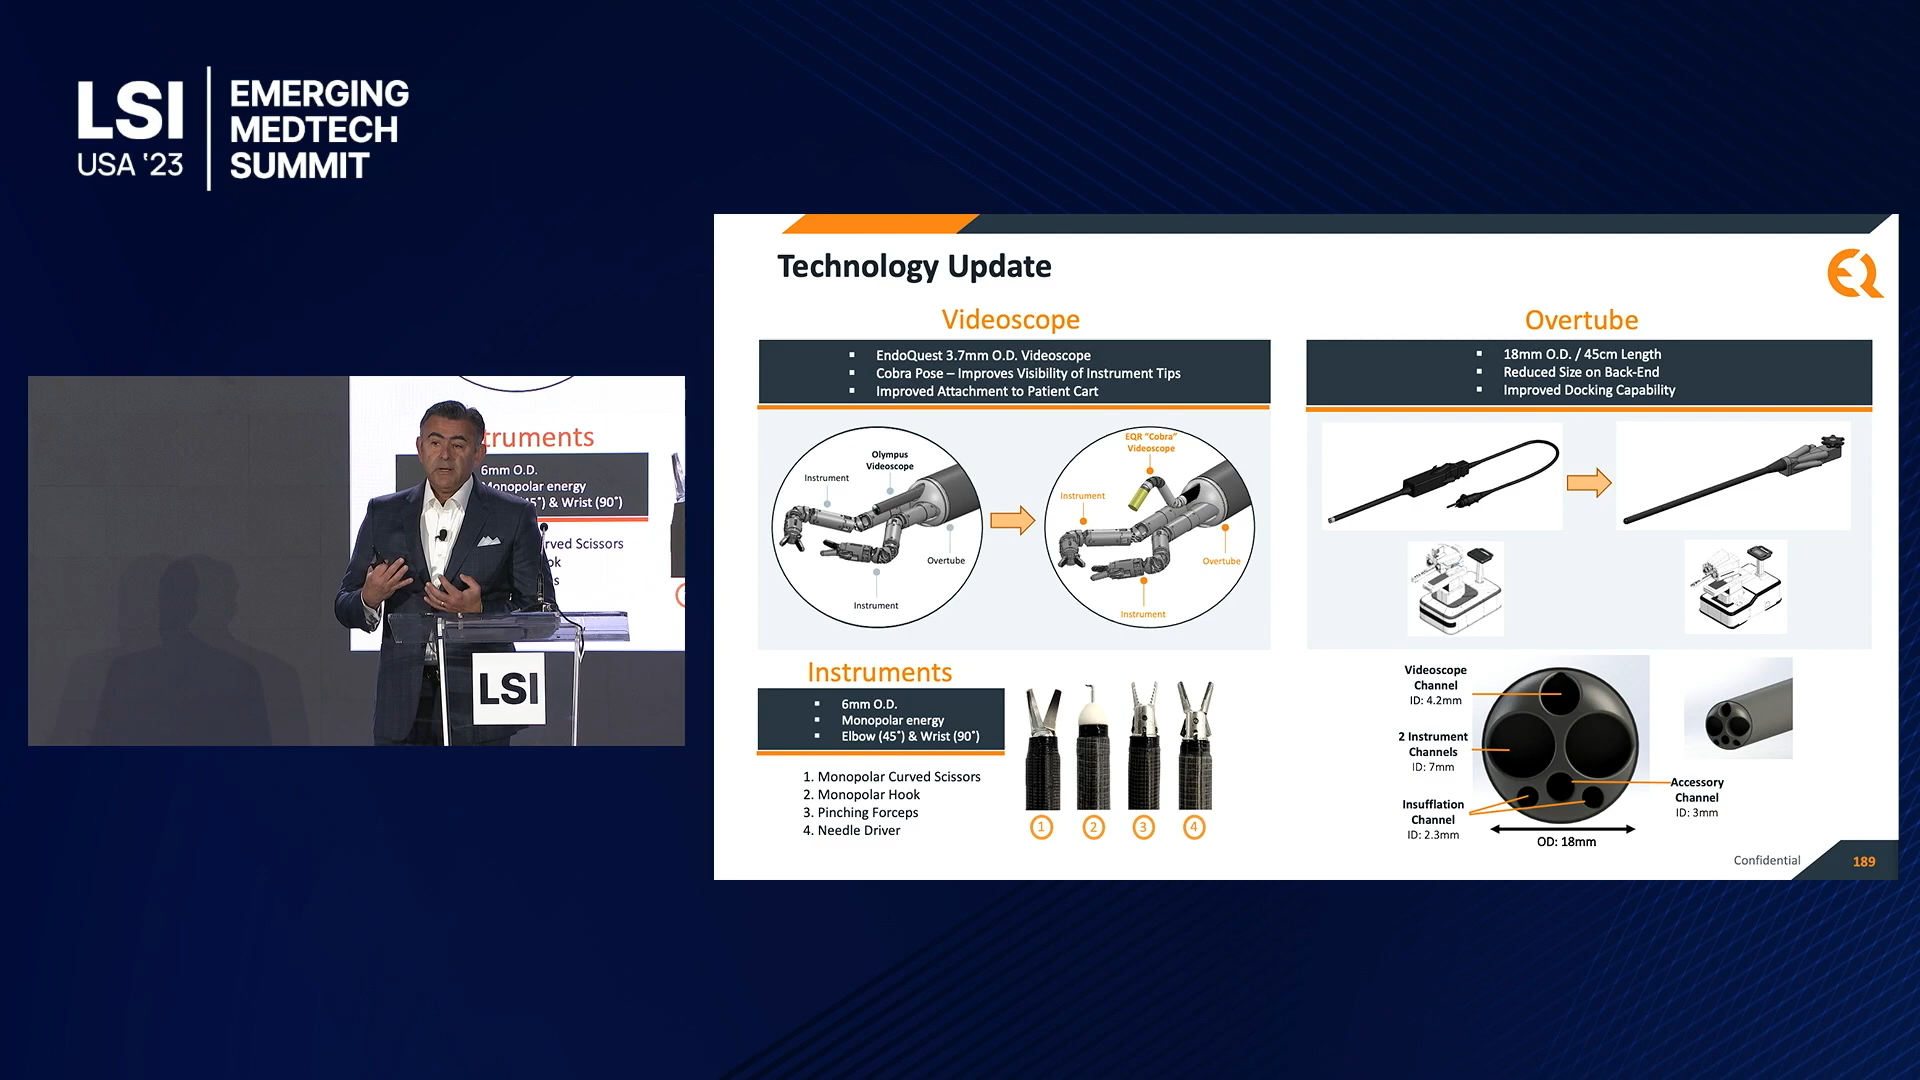 LSI
USA '23
EMERGING
MEDTECH
SUMMIT
truments
6mm O.D.
Monopolar energy
45°) & Wrist (90°)
rved Scissors
ok
s
LSI
Technology Update
EQ
Videoscope
▪ EndoQuest 3.7mm O.D. Videoscope
▪ Cobra Pose – Improves Visibility of Instrument Tips
▪ Improved Attachment to Patient Cart
Olympus
Videoscope
Instrument
Overtube
Instrument
EQR "Cobra"
Videoscope
Instrument
Overtube
Instrument
Overtube
▪ 18mm O.D. / 45cm Length
▪ Reduced Size on Back-End
▪ Improved Docking Capability
Instruments
▪ 6mm O.D.
▪ Monopolar energy
▪ Elbow (45°) & Wrist (90°)
1. Monopolar Curved Scissors
2. Monopolar Hook
3. Pinching Forceps
4. Needle Driver
1 2 3 4
Videoscope
Channel
ID: 4.2mm
2 Instrument
Channels
ID: 7mm
Insufflation
Channel
ID: 2.3mm
Accessory
Channel
ID: 3mm
OD: 18mm
Confidential
189